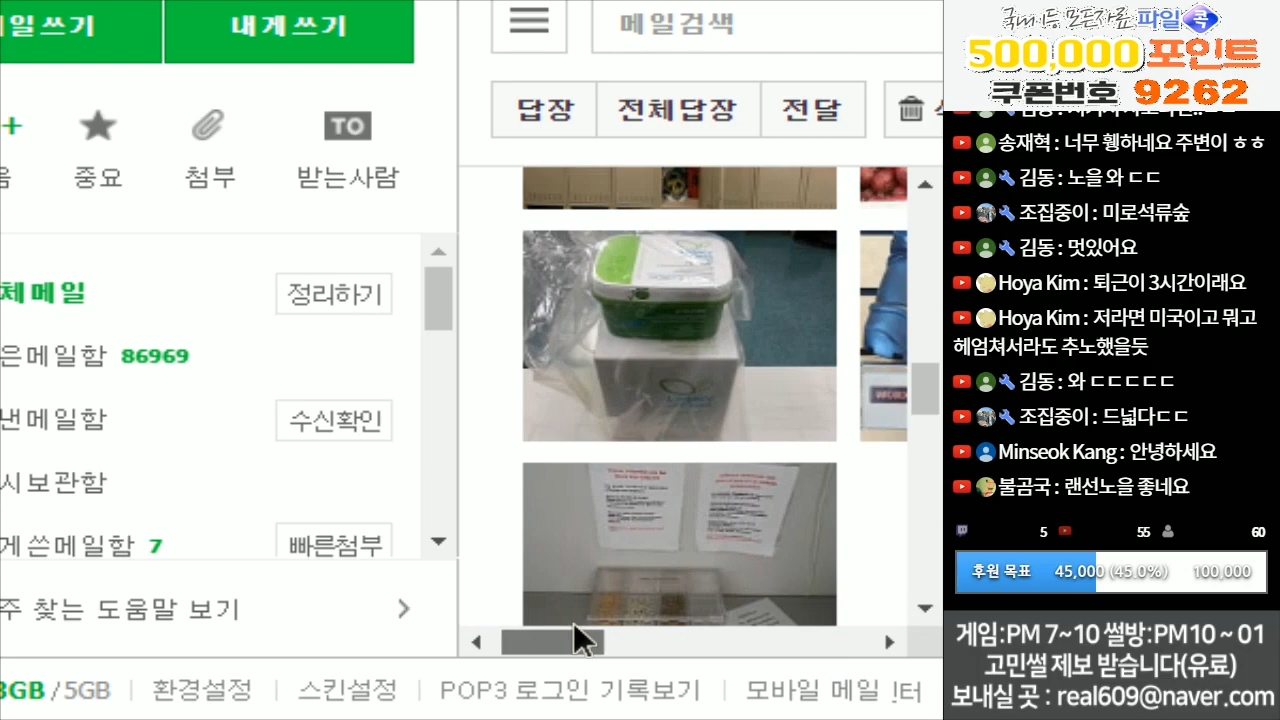 일쓰기
내게쓰기
메일검색
답장
전체답장
전달
중요
첨부
TO
받는사람
체메일
정리하기
은메일함 86969
낸메일함
수신확인
시보관함
게쓴메일함 7
빠른첨부
주 찾는 도움말 보기
3GB / 5GB
환경설정
스킨설정
POP3 로그인 기록보기
모바일 메일
국내 1등 모든자료 파일콕
500,000 포인트
쿠폰번호 9262
송재혁 : 너무 휑하네요 주변이 ㅎㅎ
김동 : 노을 와 ㄷㄷ
조집중이 : 미로석류숲
김동 : 멋있어요
Hoya Kim : 퇴근이 3시간이래요
Hoya Kim : 저라면 미국이고 뭐고
헤엄쳐서라도 추노했을듯
김동 : 와 ㄷㄷㄷㄷㄷ
조집중이 : 드넓다ㄷㄷ
Minseok Kang : 안녕하세요
불곰국 : 랜선노을 좋네요
5
55
60
후원 목표 45,000 (45.0%) 100,000
게임:PM 7~10 썰방:PM10 ~ 01
고민썰 제보 받습니다(유료)
보내실 곳 : real609@naver.com